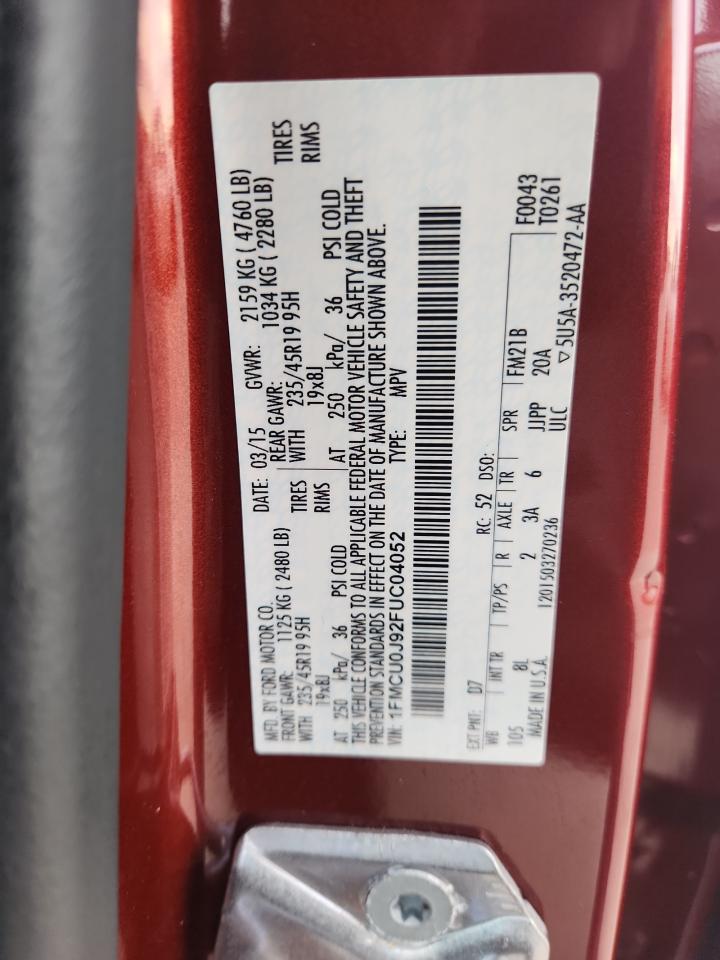 MFD. BY FORD MOTOR CO.
DATE: 03/15 GVWR: 2159 KG ( 4760 LB)
FRONT GAWR: 1125 KG ( 2480 LB) REAR GAWR: 1034 KG ( 2280 LB)
WITH 235/45R19 95H TIRES WITH 235/45R19 95H TIRES
19x8J RIMS 19x8J RIMS
AT 250 kPa/ 36 PSI COLD AT 250 kPa/ 36 PSI COLD
THIS VEHICLE CONFORMS TO ALL APPLICABLE FEDERAL MOTOR VEHICLE SAFETY AND THEFT
PREVENTION STANDARDS IN EFFECT ON THE DATE OF MANUFACTURE SHOWN ABOVE.
VIN: 1FMCU0J92FUC04052 TYPE: MPV
EXT PNT: D7 RC: 52 DSO:
WB INT TR TP/PS R AXLE TR SPR FM21B F0043
105 8L 2 3A 6 JJPP 20A T0261
MADE IN U.S.A. 1201503270236 ULC ▽5U5A-3520472-AA